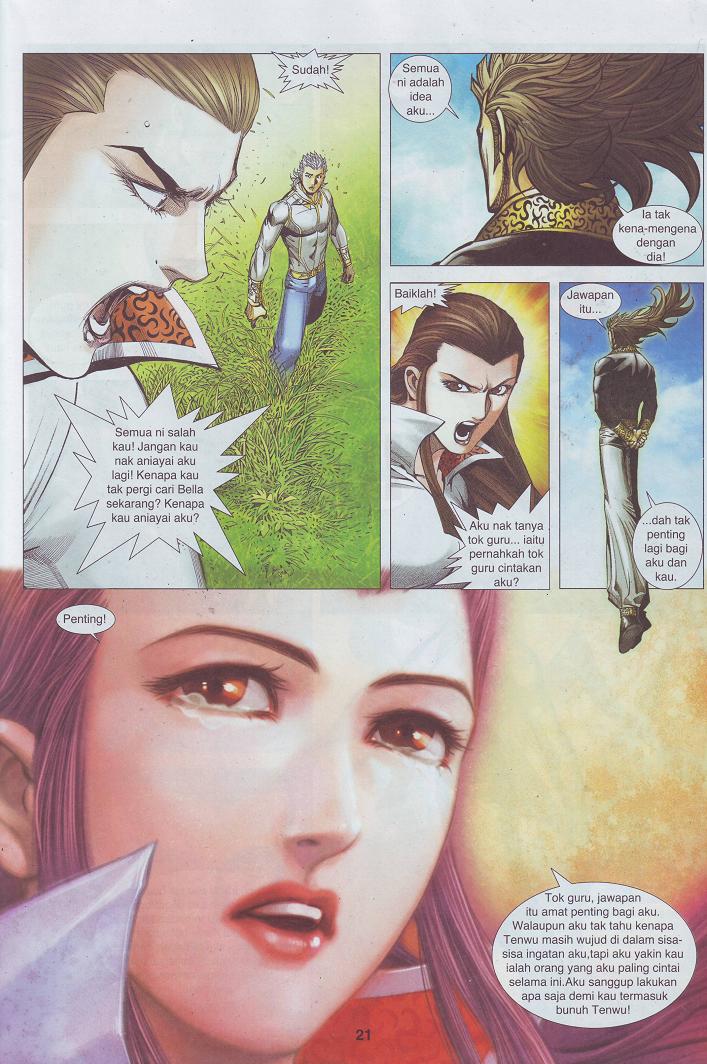 Sudah!
Semua ni salah
kau! Jangan kau
nak aniayai aku
lagi! Kenapa kau
tak pergi cari Bella
sekarang? Kenapa
kau aniayai aku?
Semua
ni adalah
idea
aku...
Ia tak
kena-mengena
dengan
dia!
Baiklah!
Aku nak tanya
tok guru... iaitu
pernahkah tok
guru cintakan
aku?
Jawapan
itu...
...dah tak
penting
lagi bagi
aku dan
kau.
Penting!
Tok guru, jawapan
itu amat penting bagi aku.
Walaupun aku tak tahu kenapa
Tenwu masih wujud di dalam sisa-
sisa ingatan aku,tapi aku yakin kau
ialah orang yang aku paling cintai
selama ini.Aku sanggup lakukan
apa saja demi kau termasuk
bunuh Tenwu!
21